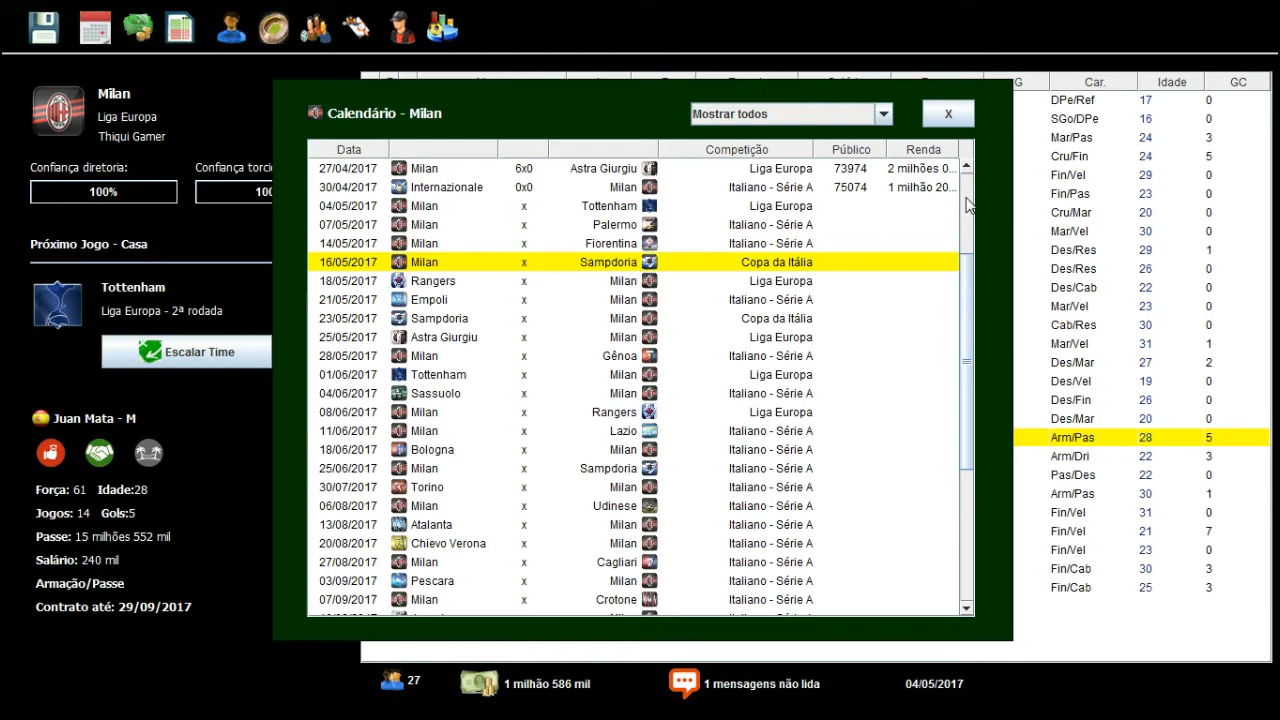 Milan
Liga Europa
Thiqui Gamer
Confiança diretoria:
Confiança torcid
100%
10
Próximo Jogo - Casa
Tottenham
Liga Europa - 2ª rodada
Escalar Time
Juan Mata - M
Força: 61 Idade:28
Jogos: 14 Gols:5
Passe: 15 milhões 552 mil
Salário: 240 mil
Armação/Passe
Contrato até: 29/09/2017
Calendário - Milan
Mostrar todos
X
Data Competição Público Renda
27/04/2017 Milan 6x0 Astra Giurgiu Liga Europa 73974 2 milhões 0...
30/04/2017 Internazionale 0x0 Milan Italiano - Série A 75074 1 milhão 20...
04/05/2017 Milan x Tottenham Liga Europa
07/05/2017 Milan x Palermo Italiano - Série A
14/05/2017 Milan x Fiorentina Italiano - Série A
16/05/2017 Milan x Sampdoria Copa da Itália
18/05/2017 Rangers x Milan Liga Europa
21/05/2017 Empoli x Milan Italiano - Série A
23/05/2017 Sampdoria x Milan Copa da Itália
25/05/2017 Astra Giurgiu x Milan Liga Europa
28/05/2017 Milan x Gênoa Italiano - Série A
01/06/2017 Tottenham x Milan Liga Europa
04/06/2017 Sassuolo x Milan Italiano - Série A
08/06/2017 Milan x Rangers Liga Europa
11/06/2017 Milan x Lazio Italiano - Série A
18/06/2017 Bologna x Milan Italiano - Série A
25/06/2017 Milan x Sampdoria Italiano - Série A
30/07/2017 Torino x Milan Italiano - Série A
06/08/2017 Milan x Udinese Italiano - Série A
13/08/2017 Atalanta x Milan Italiano - Série A
20/08/2017 Chievo Verona x Milan Italiano - Série A
27/08/2017 Milan x Cagliari Italiano - Série A
03/09/2017 Pescara x Milan Italiano - Série A
07/09/2017 Milan x Crotone Italiano - Série A
G Car. Idade GC
DPe/Ref 17 0
SGo/DPe 16 0
Mar/Pas 24 3
Cru/Fin 24 5
Fin/Vel 29 0
Fin/Pas 23 0
Cru/Mar 20 0
Mar/Vel 30 0
Des/Res 29 1
Des/Res 26 0
Des/Cab 22 0
Mar/Vel 23 0
Cab/Res 30 0
Mar/Vel 31 1
Des/Mar 27 2
Des/Vel 19 0
Des/Fin 26 0
Des/Mar 20 0
Arm/Pas 28 5
Arm/Dri 22 3
Pas/Des 22 0
Arm/Pas 30 1
Fin/Vel 31 0
Fin/Vel 21 7
Fin/Vel 23 0
Fin/Cab 30 3
Fin/Cab 25 3
27
1 milhão 586 mil
1 mensagens não lida
04/05/2017